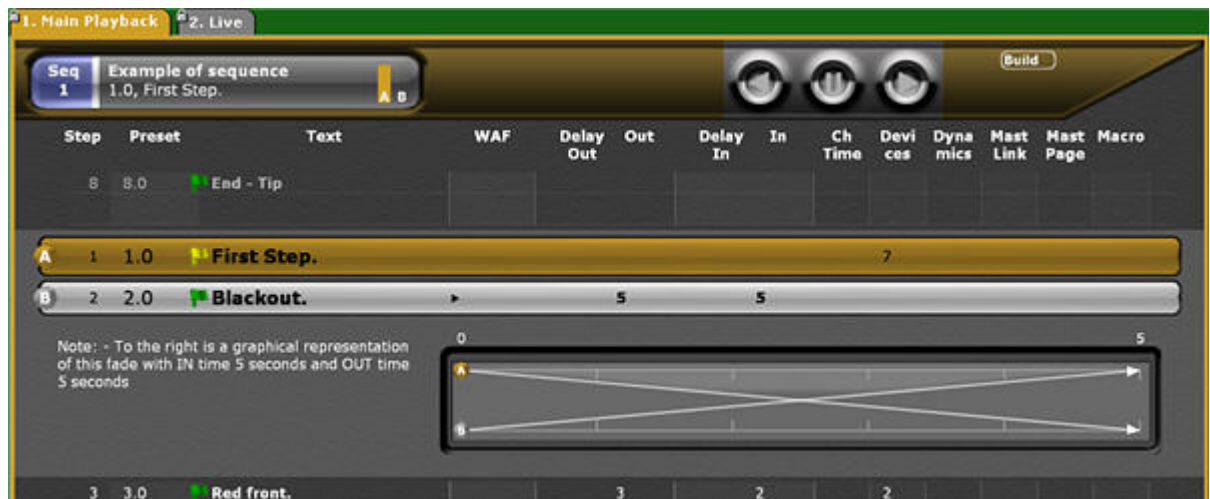 1. Main Playback 2. Live
Seq 1 Example of sequence
1.0, First Step.
A B
Build
Step Preset Text WAF Delay Out Out Delay In In Ch Time Devi ces Dyna mics Mast Link Mast Page Macro
8 8.0 End - Tip
A 1 1.0 First Step. 7
B 2 2.0 Blackout. 5 5
Note: - To the right is a graphical representation
of this fade with IN time 5 seconds and OUT time
5 seconds
0 5
A
B
3 3.0 Red front. 3 2 2